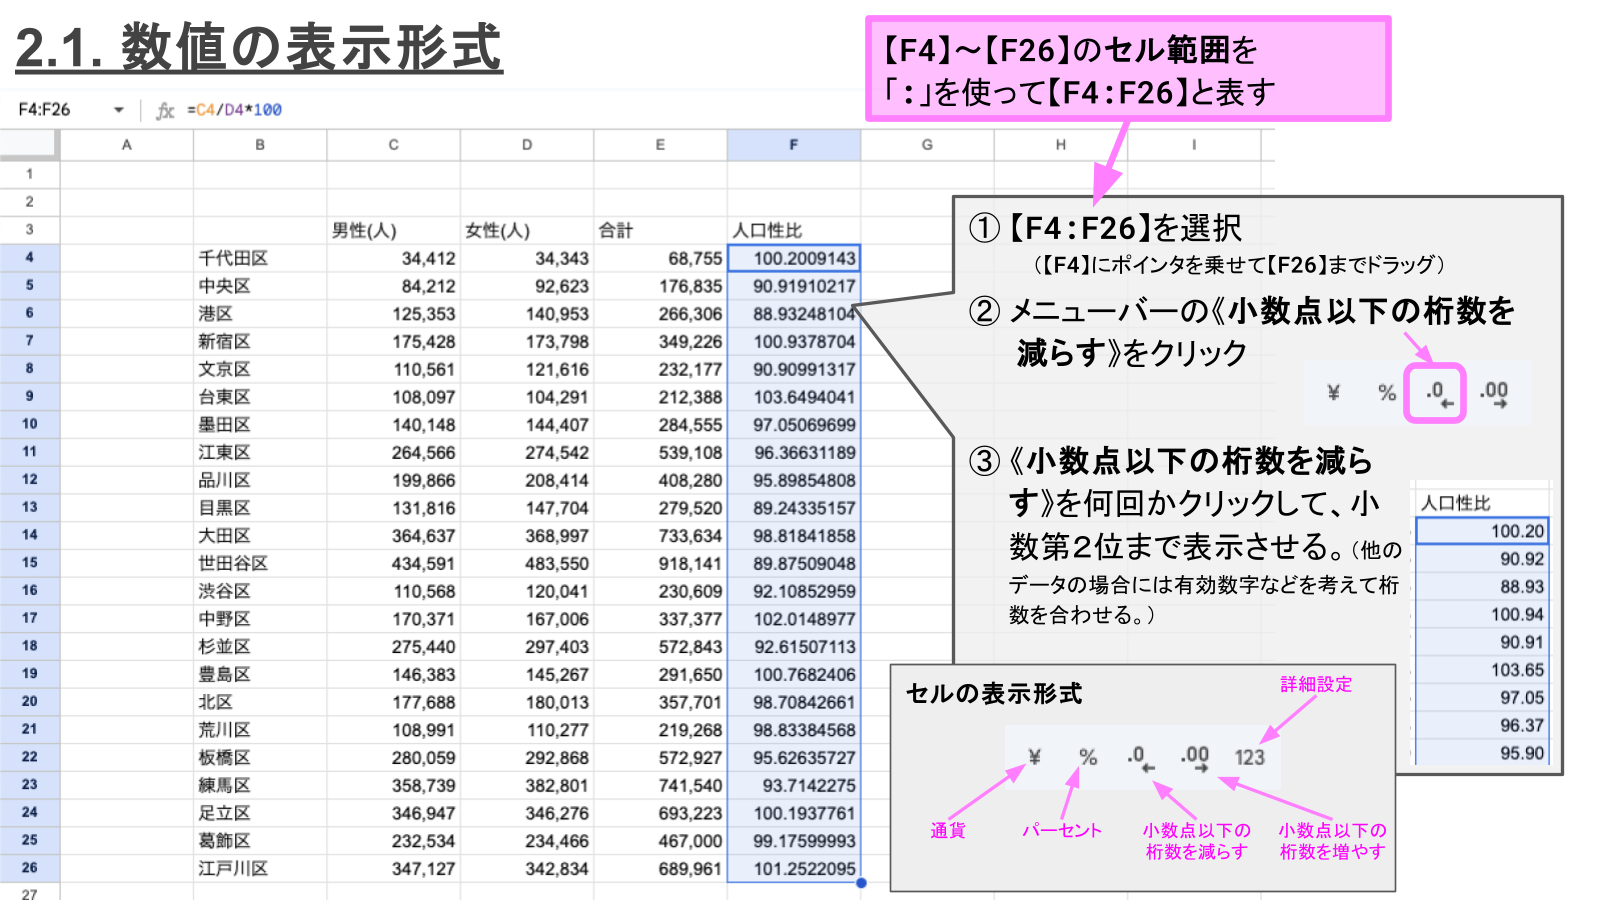 2.1. 数値の表示形式
【F4】～【F26】のセル範囲を
「：」を使って【F4：F26】と表す
F4:F26 fx =C4/D4*100
A B C D E F G H I
1
2
3 男性(人) 女性(人) 合計 人口性比
4 千代田区 34,412 34,343 68,755 100.2009143
5 中央区 84,212 92,623 176,835 90.91910217
6 港区 125,353 140,953 266,306 88.93248104
7 新宿区 175,428 173,798 349,226 100.9378704
8 文京区 110,561 121,616 232,177 90.90991317
9 台東区 108,097 104,291 212,388 103.6494041
10 墨田区 140,148 144,407 284,555 97.05069699
11 江東区 264,566 274,542 539,108 96.36631189
12 品川区 199,866 208,414 408,280 95.89854808
13 目黒区 131,816 147,704 279,520 89.24335157
14 大田区 364,637 368,997 733,634 98.81841858
15 世田谷区 434,591 483,550 918,141 89.87509048
16 渋谷区 110,568 120,041 230,609 92.10852959
17 中野区 170,371 167,006 337,377 102.0148977
18 杉並区 275,440 297,403 572,843 92.61507113
19 豊島区 146,383 145,267 291,650 100.7682406
20 北区 177,688 180,013 357,701 98.70842661
21 荒川区 108,991 110,277 219,268 98.83384568
22 板橋区 280,059 292,868 572,927 95.62635727
23 練馬区 358,739 382,801 741,540 93.7142275
24 足立区 346,947 346,276 693,223 100.1937761
25 葛飾区 232,534 234,466 467,000 99.17599993
26 江戸川区 347,127 342,834 689,961 101.2522095
27
① 【F4：F26】を選択
（【F4】にポインタを乗せて【F26】までドラッグ）
② メニューバーの《小数点以下の桁数を
減らす》をクリック
¥ % .0 .00
③ 《小数点以下の桁数を減ら
す》を何回かクリックして、小
数第２位まで表示させる。（他の
データの場合には有効数字などを考えて桁
数を合わせる。）
人口性比
100.20
90.92
88.93
100.94
90.91
103.65
97.05
96.37
95.90
セルの表示形式
詳細設定
¥ % .0 .00 123
通貨
パーセント
小数点以下の
桁数を減らす
小数点以下の
桁数を増やす